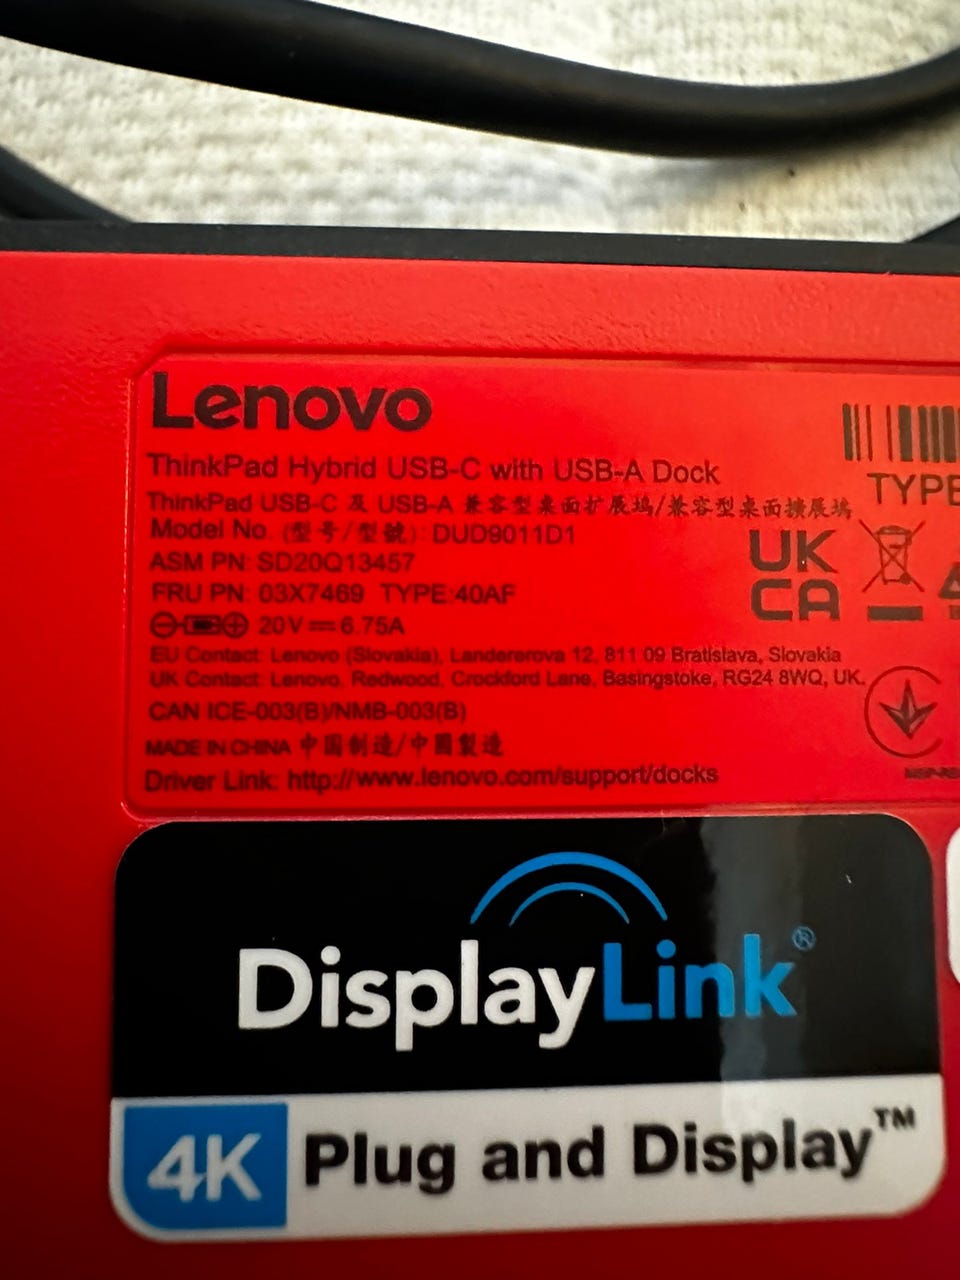 Lenovo
ThinkPad Hybrid USB-C with USB-A Dock
ThinkPad USB-C 及 USB-A 兼容型桌面扩展坞/兼容型桌面擴展塢
Model No. (型号/型號): DUD9011D1
ASM PN: SD20Q13457
FRU PN: 03X7469 TYPE:40AF
20V 6.75A
EU Contact: Lenovo (Slovakia), Landererova 12, 811 09 Bratislava, Slovakia
UK Contact: Lenovo, Redwood, Crockford Lane, Basingstoke, RG24 8WQ, UK.
CAN ICE-003(B)/NMB-003(B)
MADE IN CHINA 中国制造/中國製造
Driver Link: http://www.lenovo.com/support/docks
TYPE
UK
CA
DisplayLink®
4K Plug and Display™